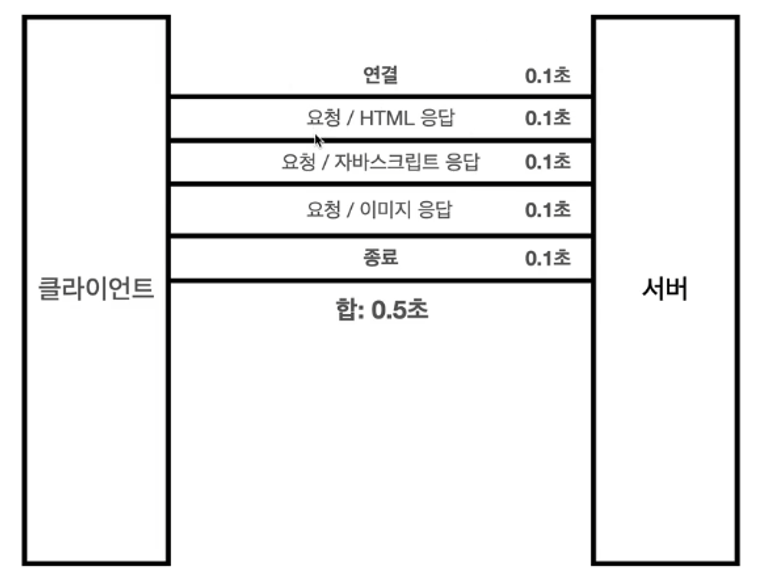 연결 0.1초
요청 / HTML 응답 0.1초
요청 / 자바스크립트 응답 0.1초
요청 / 이미지 응답 0.1초
종료 0.1초
클라이언트
합: 0.5초
서버